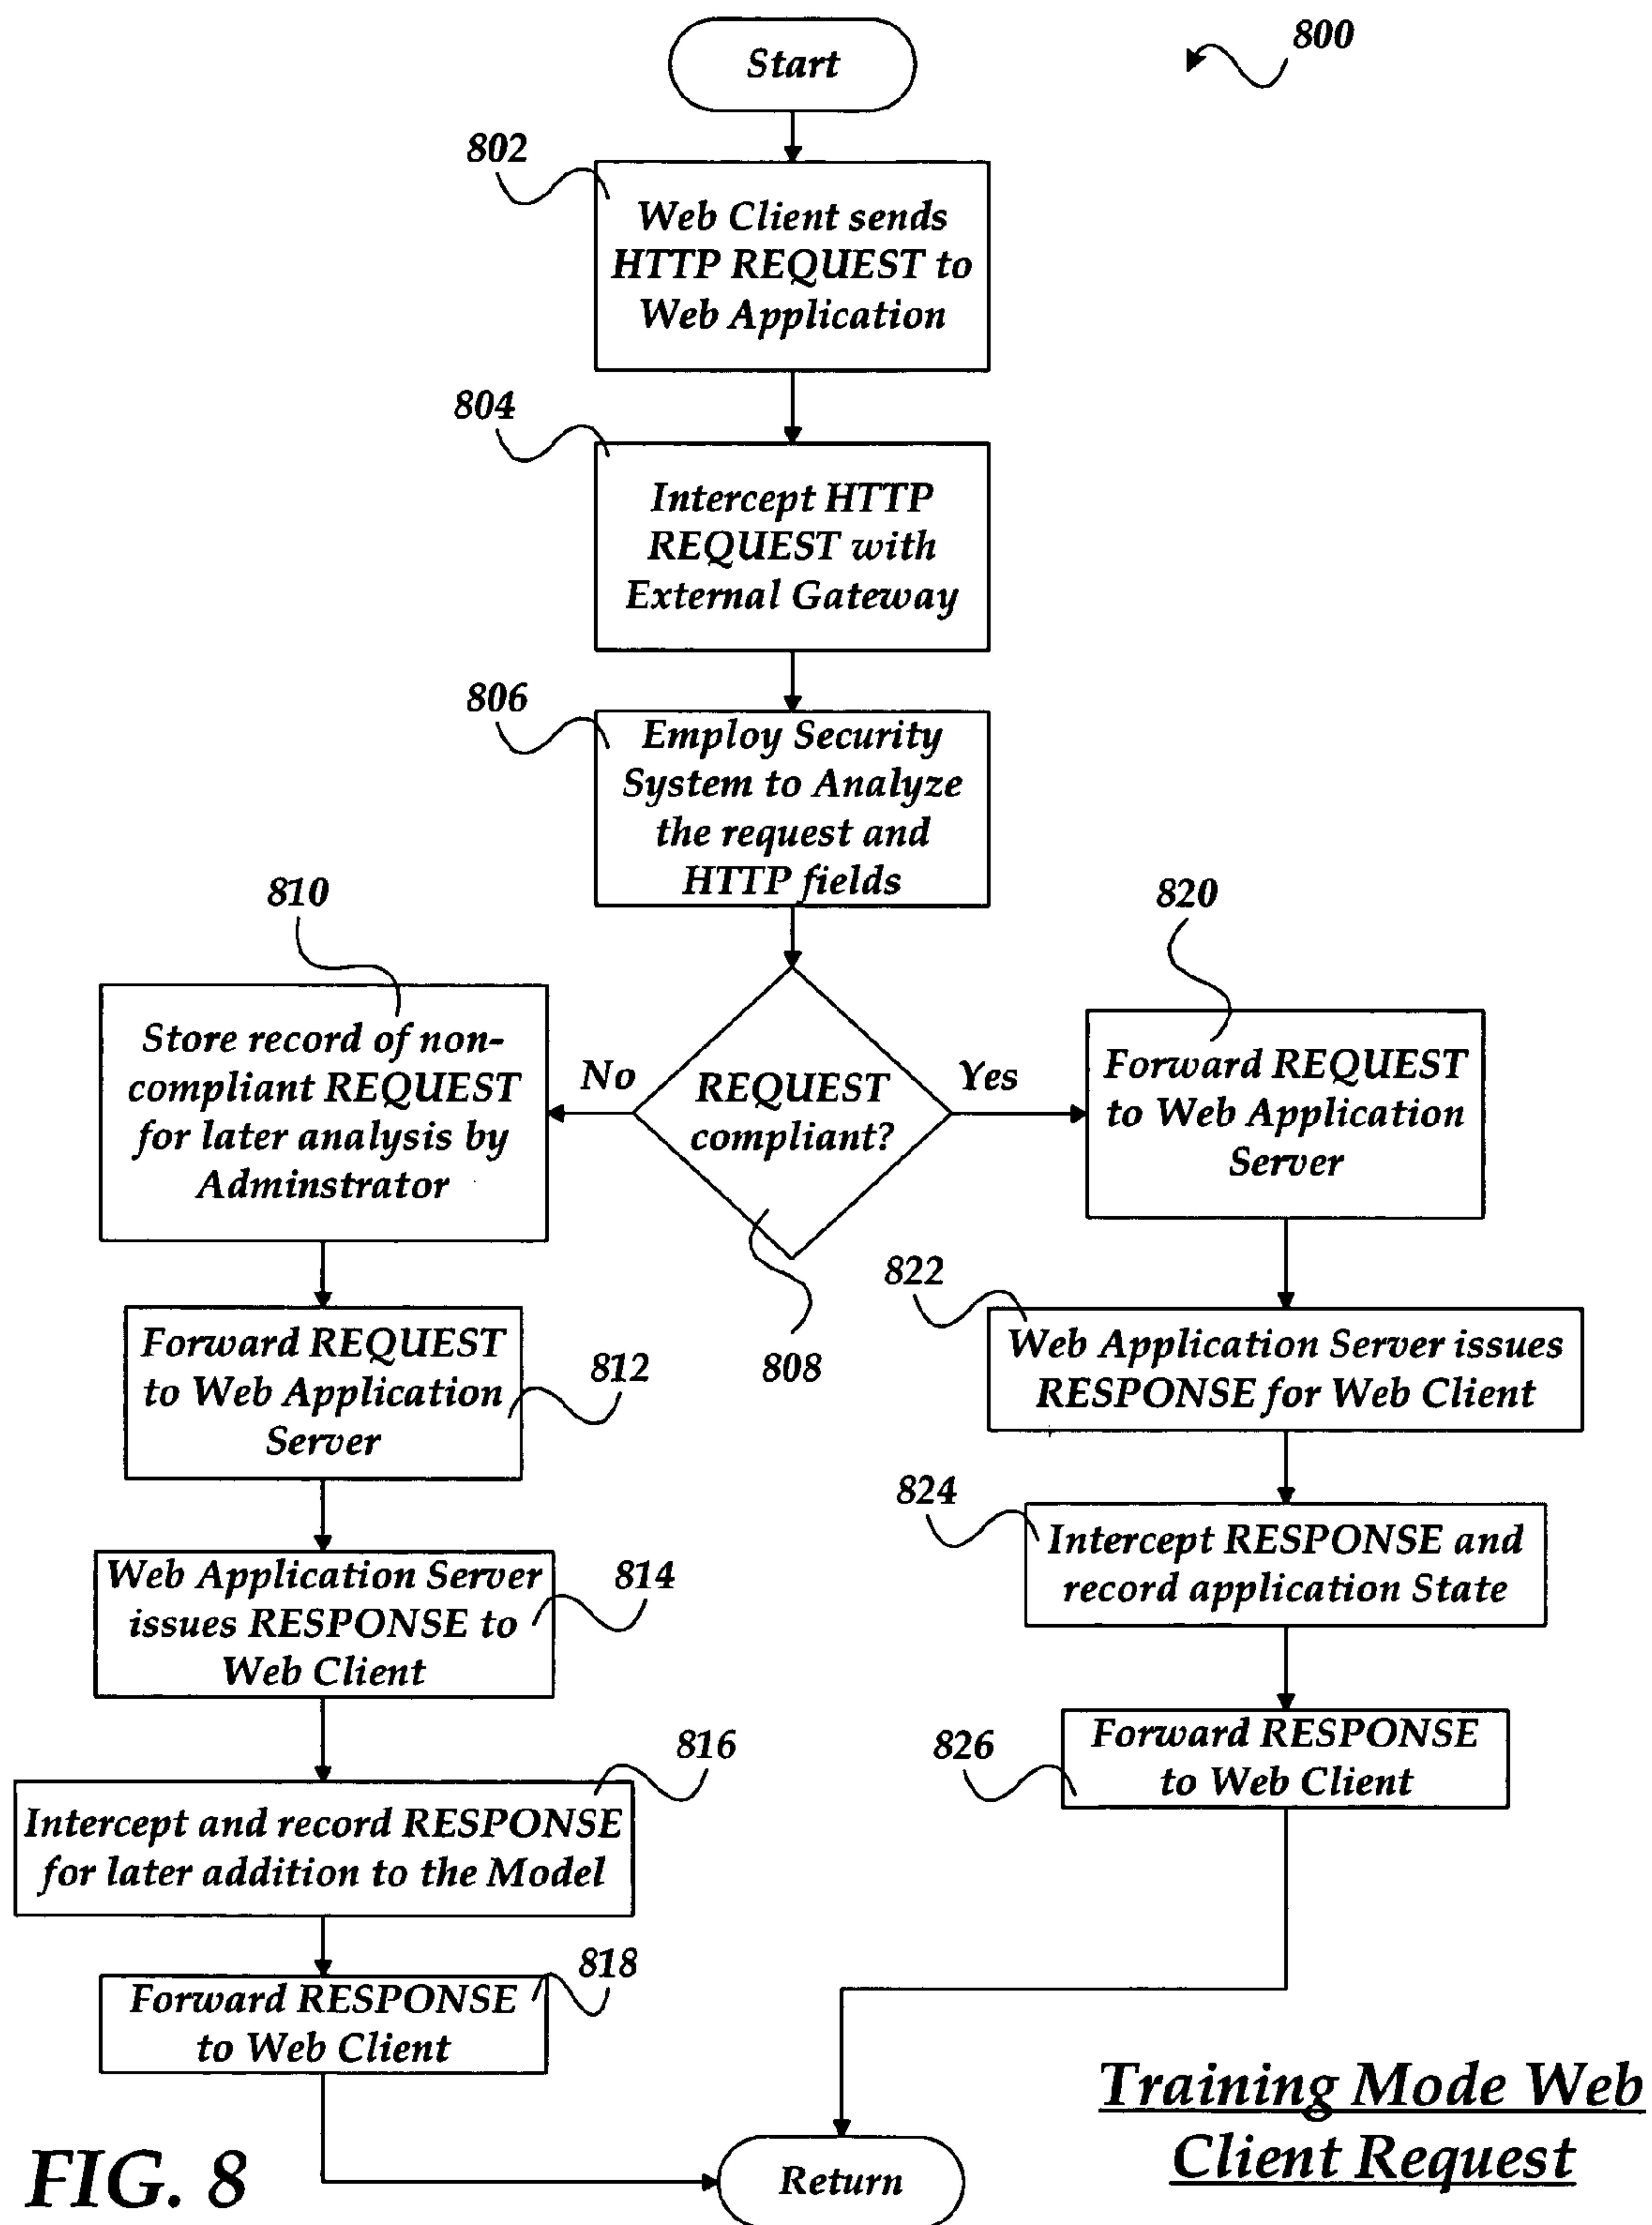 Start
800
802
Web Client sends
HTTP REQUEST to
Web Application
804
Intercept HTTP
REQUEST with
External Gateway
806
Employ Security
System to Analyze
the request and
HTTP fields
808
REQUEST
compliant?
No
Yes
810
Store record of non-
compliant REQUEST
for later analysis by
Adminstrator
812
Forward REQUEST
to Web Application
Server
814
Web Application Server
issues RESPONSE to
Web Client
816
Intercept and record RESPONSE
for later addition to the Model
818
Forward RESPONSE
to Web Client
820
Forward REQUEST
to Web Application
Server
822
Web Application Server issues
RESPONSE for Web Client
824
Intercept RESPONSE and
record application State
826
Forward RESPONSE
to Web Client
Return
Training Mode Web
Client Request
FIG. 8